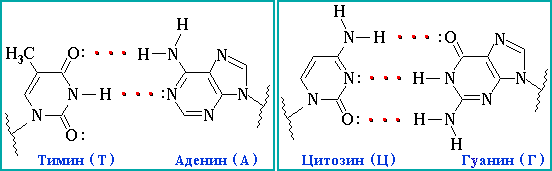 H
H₃C O: H—N N
N—H :N
N N N
O:
Тимин (Т) Аденин (А)
H
N—H :O N
N: H—N
N N N
O: H—N
H
Цитозин (Ц) Гуанин (Г)